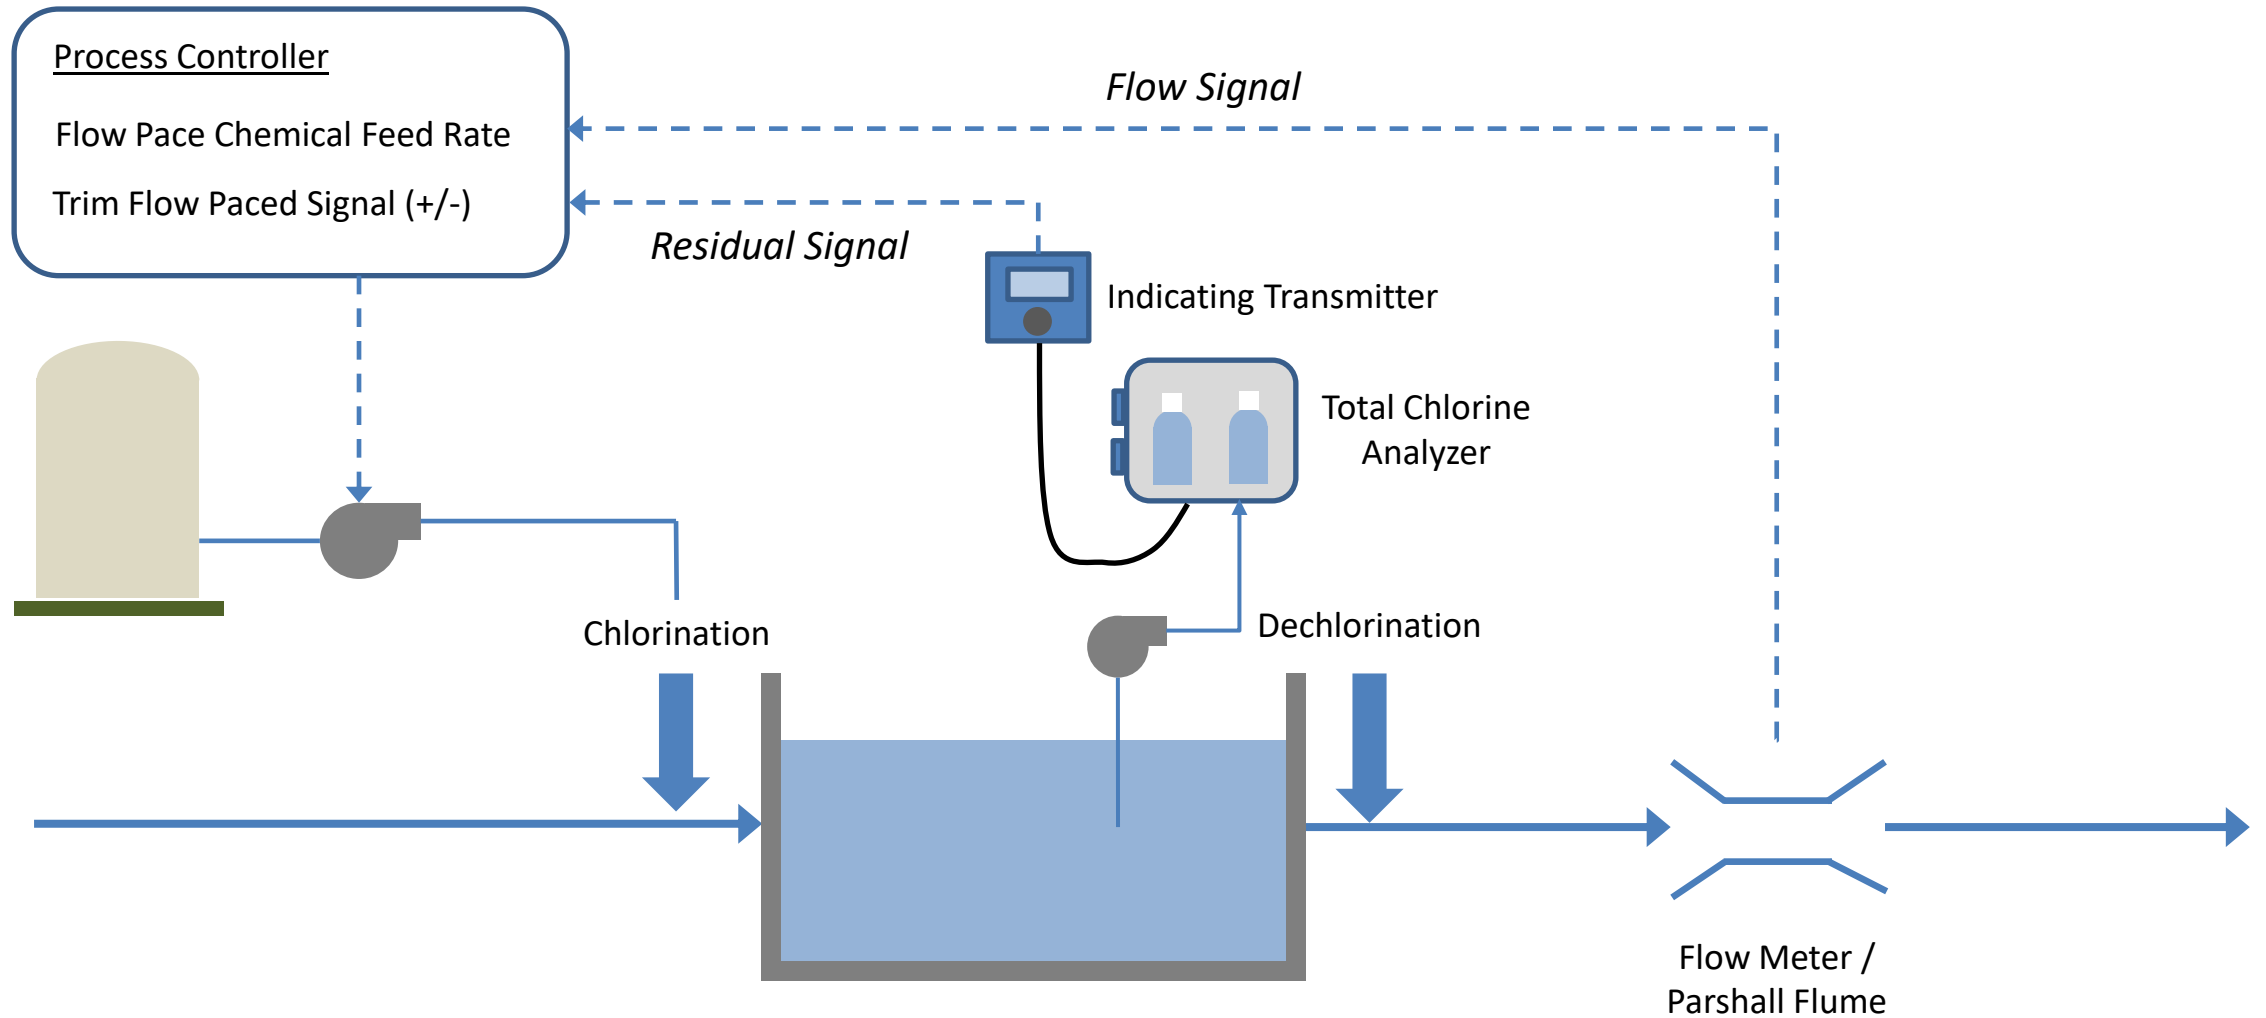 Process Controller
Flow Pace Chemical Feed Rate
Trim Flow Paced Signal (+/-)
Flow Signal
Residual Signal
Indicating Transmitter
Total Chlorine
Analyzer
Chlorination
Dechlorination
Flow Meter /
Parshall Flume